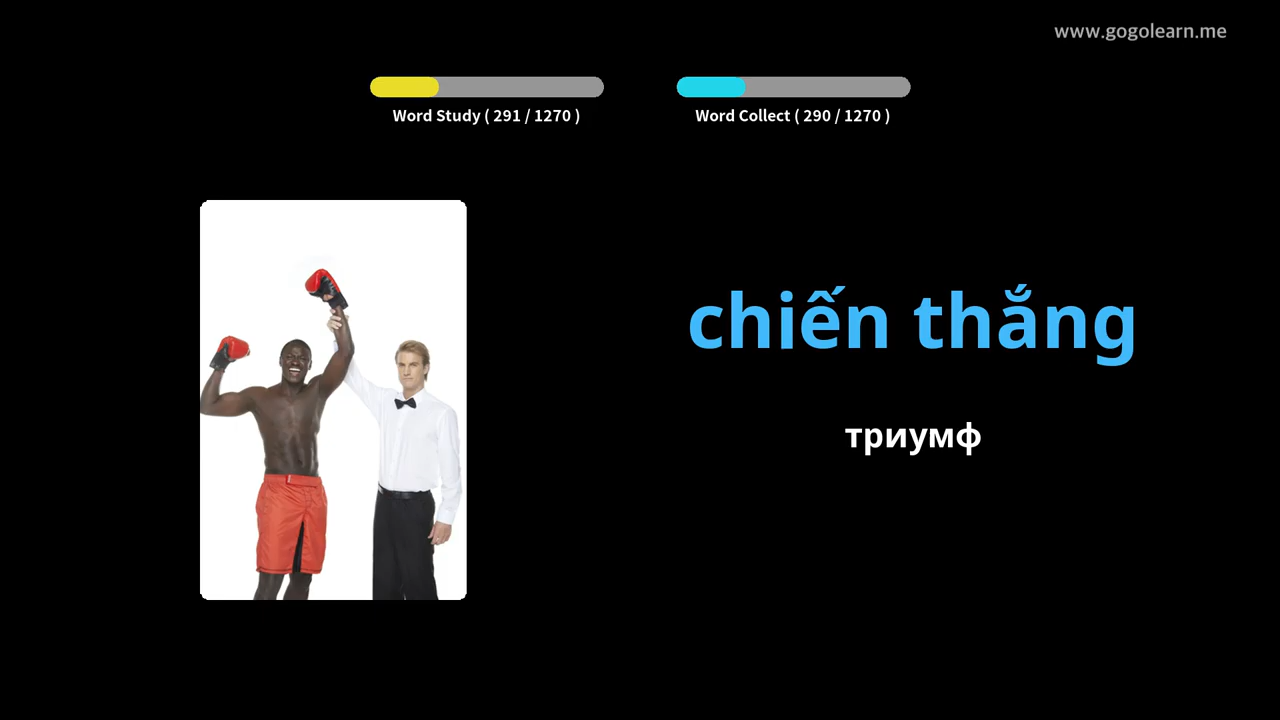 www.gogolearn.me
Word Study ( 291 / 1270 )
Word Collect ( 290 / 1270 )
chiến thắng
триумф